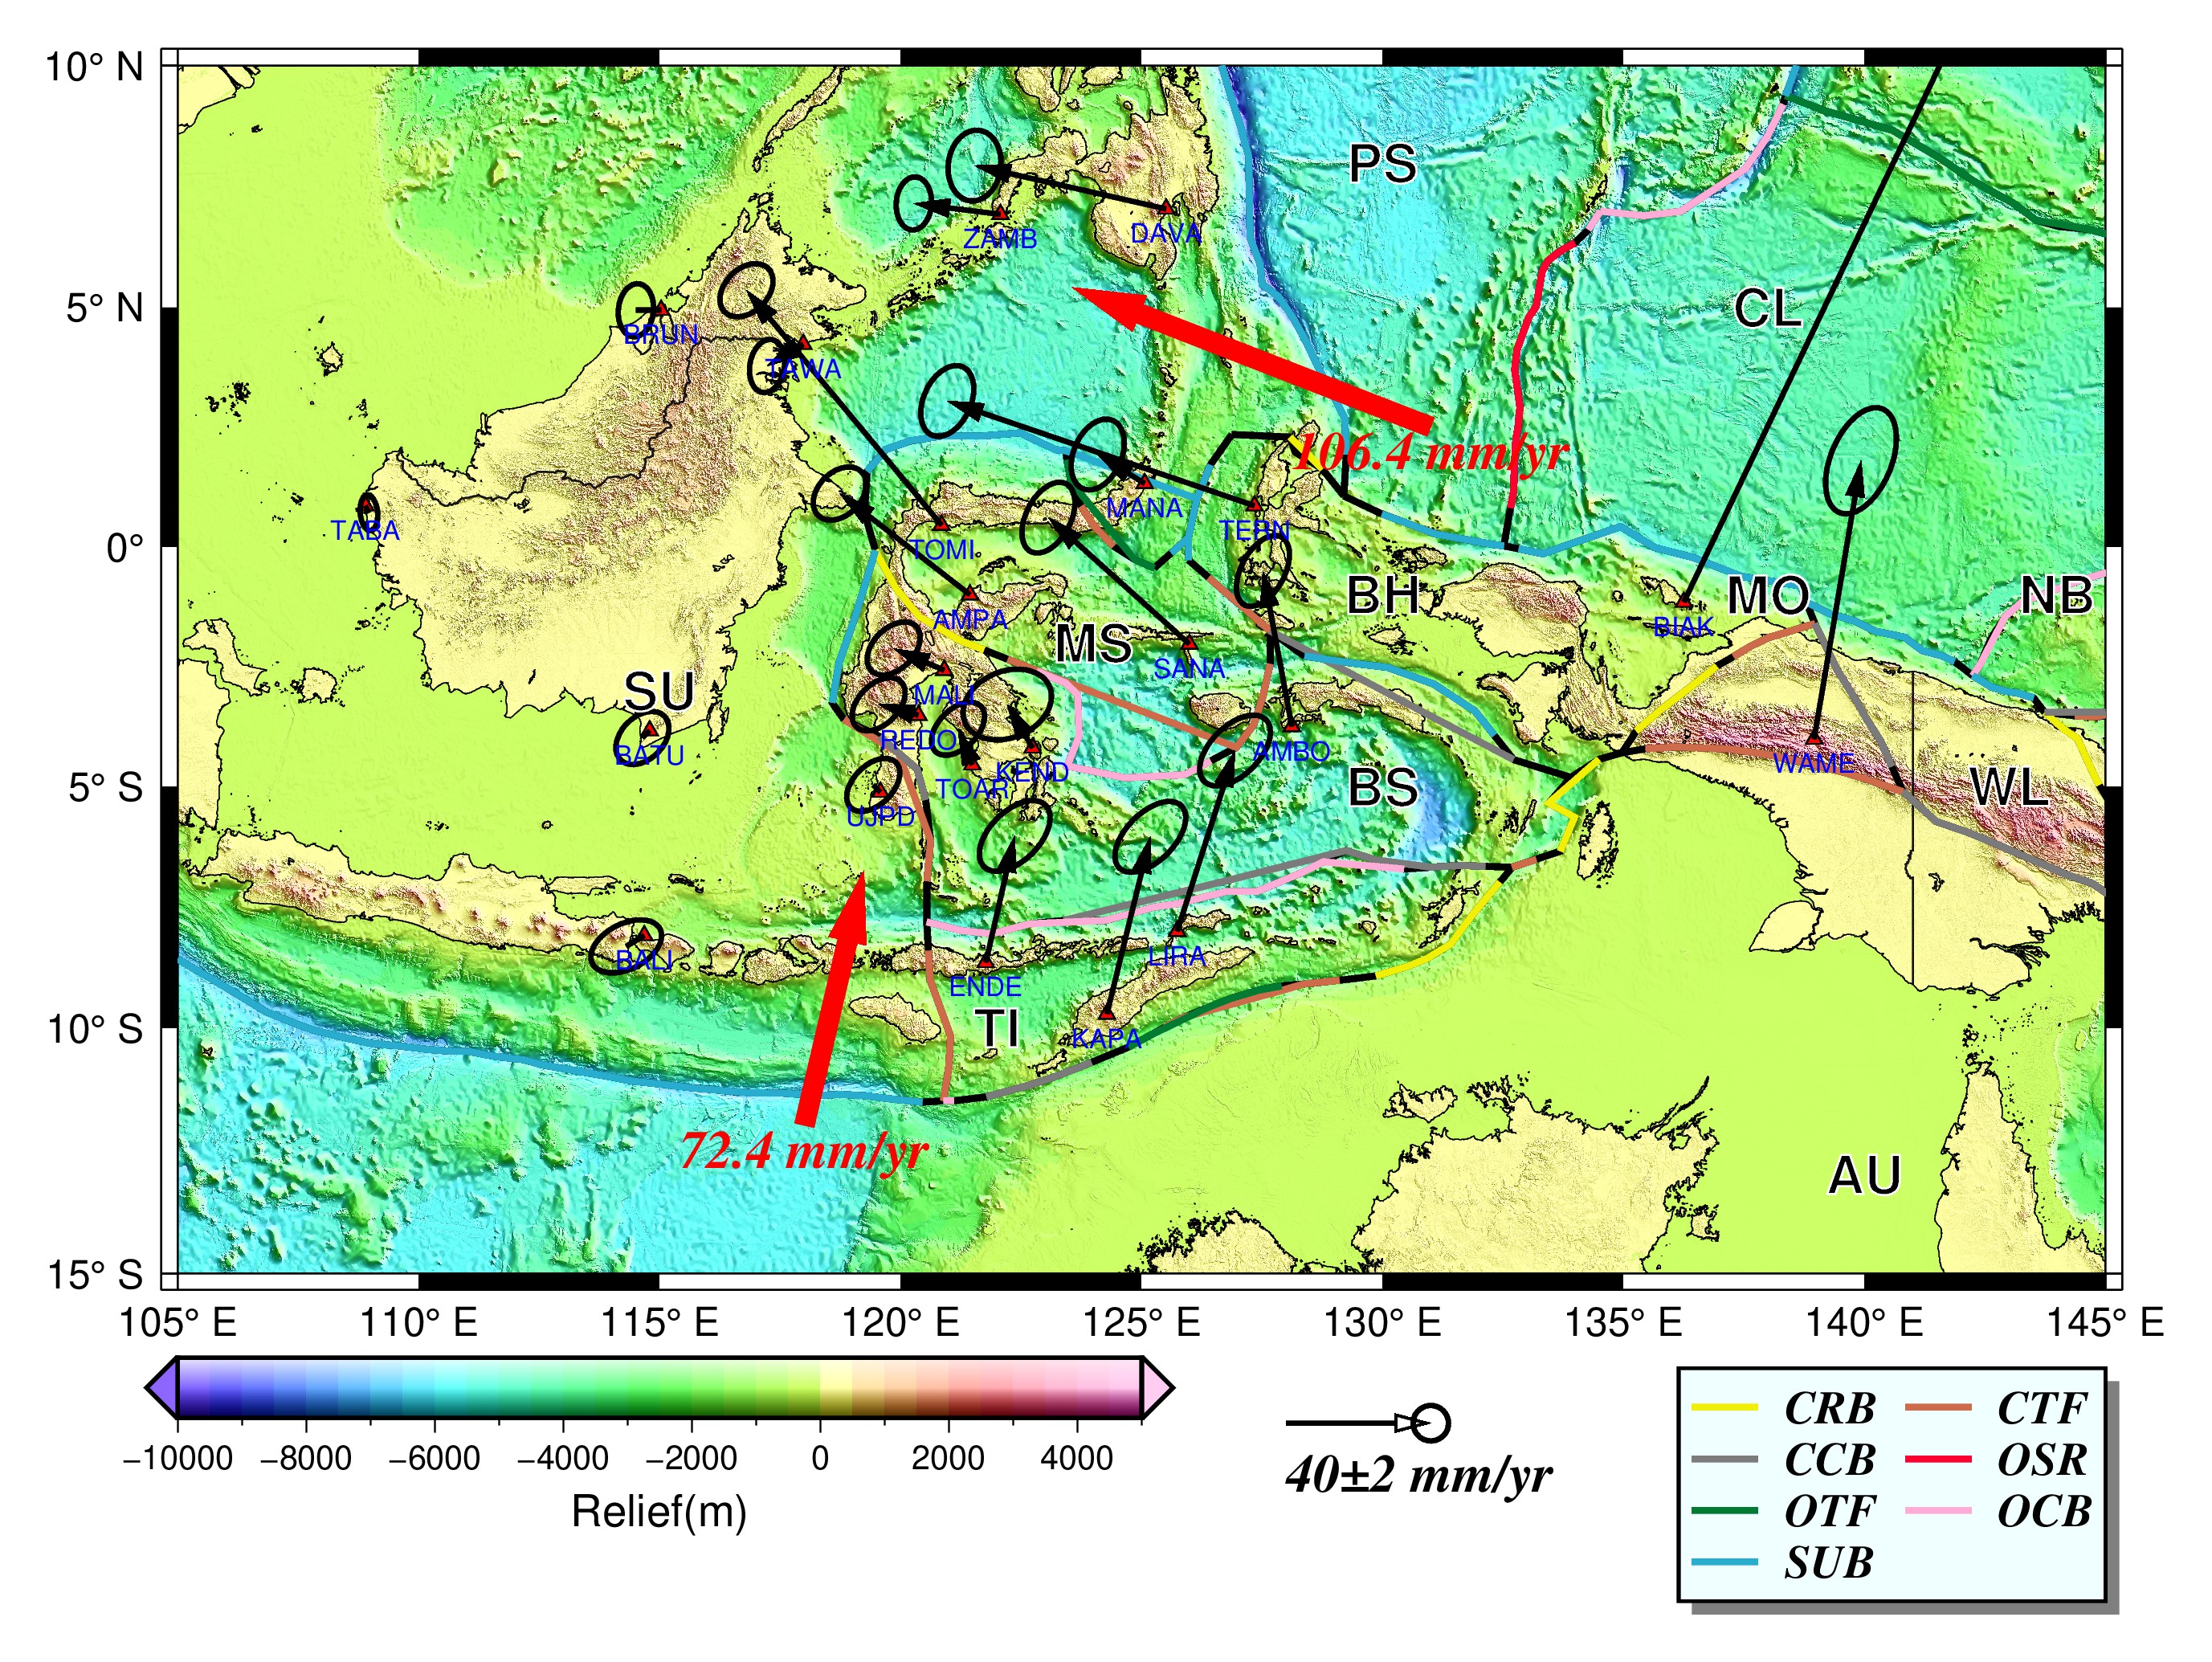 10° N
5° N
0°
5° S
10° S
15° S
105° E
110° E
115° E
120° E
125° E
130° E
135° E
140° E
145° E
PS
ZAMB
DAVA
CL
BRUN
TAWA
106.4 mm/yr
MANA
TERN
TABA
TOMI
BH
MO
NB
AMPA
BIAK
MS
SANA
SU
MALI
REDO
BATU
AMBO
KEND
WAME
TOAR
BS
WL
UJPD
BALI
LIRA
ENDE
TI
KAPA
72.4 mm/yr
AU
−10000 −8000 −6000 −4000 −2000 0 2000 4000
Relief(m)
40±2 mm/yr
CRB
CTF
CCB
OSR
OTF
OCB
SUB